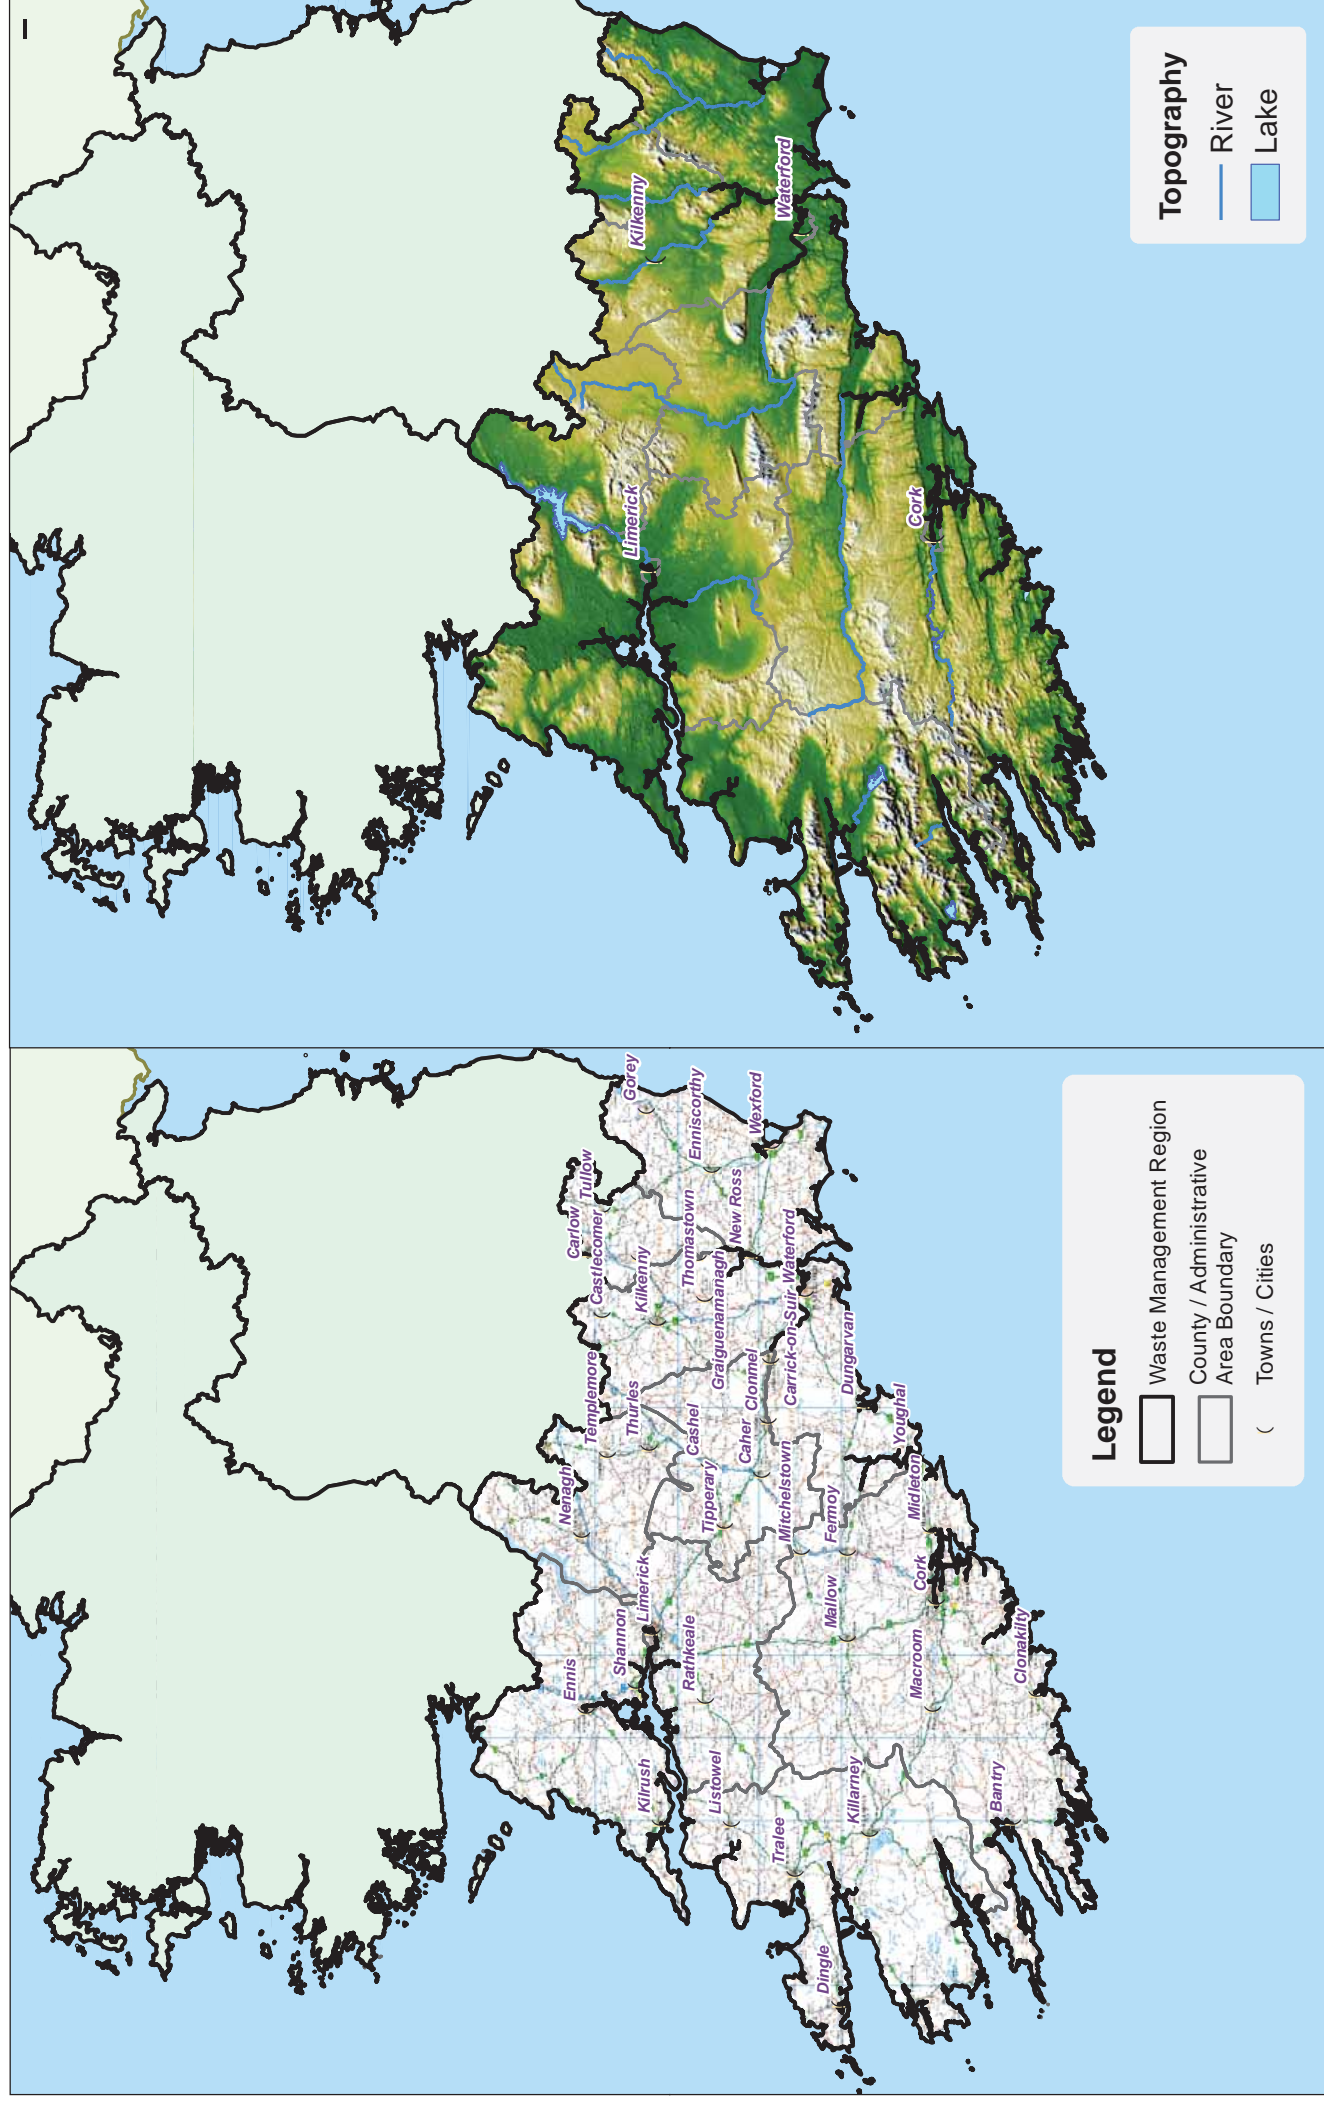 Gorey
Enniscorthy
Wexford
Tullow
Carlow
Castlecomer
Kilkenny
Thomastown
New Ross
Graiguenamanagh
Waterford
Carrick-on-Suir
Dungarvan
Templemore
Thurles
Cashel
Clonmel
Caher
Youghal
Nenagh
Tipperary
Mitchelstown
Fermoy
Midleton
Limerick
Shannon
Ennis
Rathkeale
Mallow
Cork
Macroom
Clonakilty
Kilrush
Listowel
Tralee
Killarney
Bantry
Dingle
Legend
Waste Management Region
County / Administrative
Area Boundary
Towns / Cities
Kilkenny
Waterford
Limerick
Cork
Topography
River
Lake